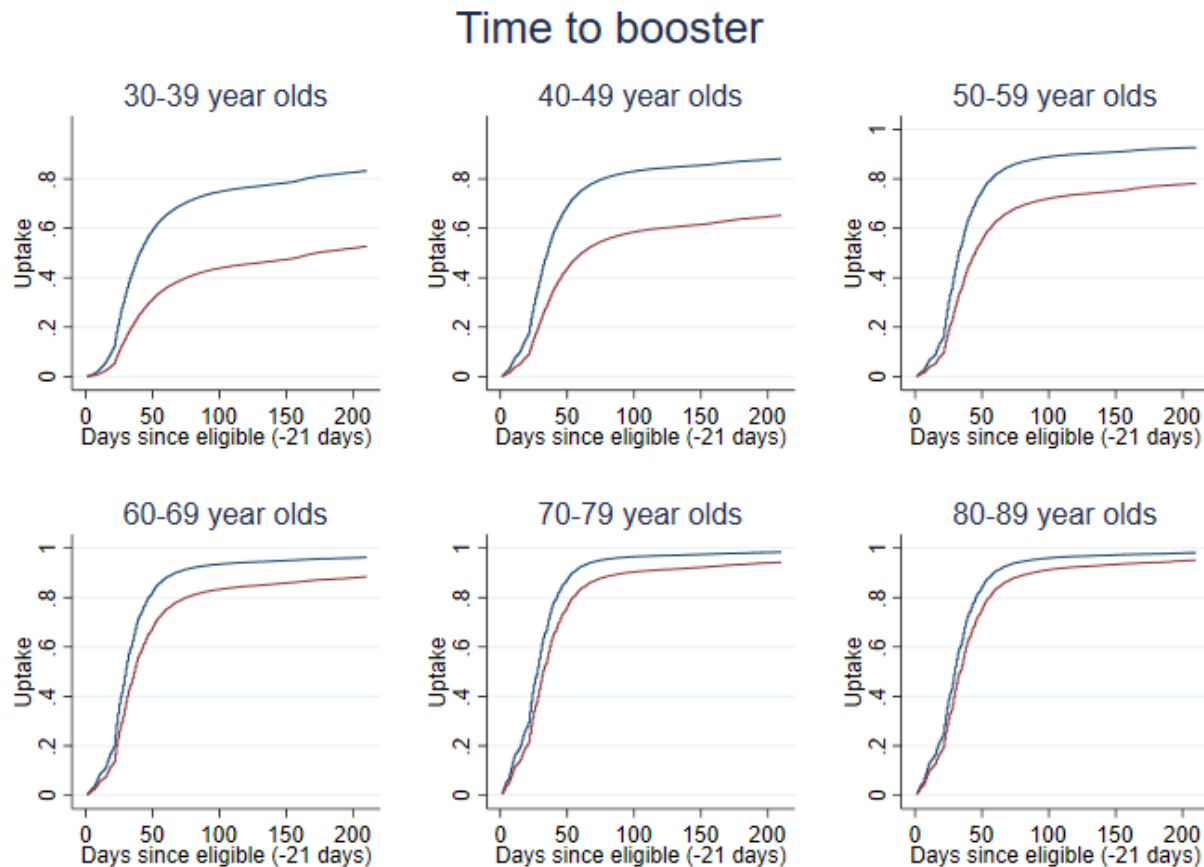 Time to booster
30-39 year olds
40-49 year olds
50-59 year olds
Uptake
0 .2 .4 .6 .8
0 50 100 150 200
Days since eligible (-21 days)
Uptake
0 .2 .4 .6 .8
0 50 100 150 200
Days since eligible (-21 days)
Uptake
0 .2 .4 .6 .8 1
0 50 100 150 200
Days since eligible (-21 days)
60-69 year olds
70-79 year olds
80-89 year olds
Uptake
0 .2 .4 .6 .8 1
0 50 100 150 200
Days since eligible (-21 days)
Uptake
0 .2 .4 .6 .8 1
0 50 100 150 200
Days since eligible (-21 days)
Uptake
0 .2 .4 .6 .8 1
0 50 100 150 200
Days since eligible (-21 days)